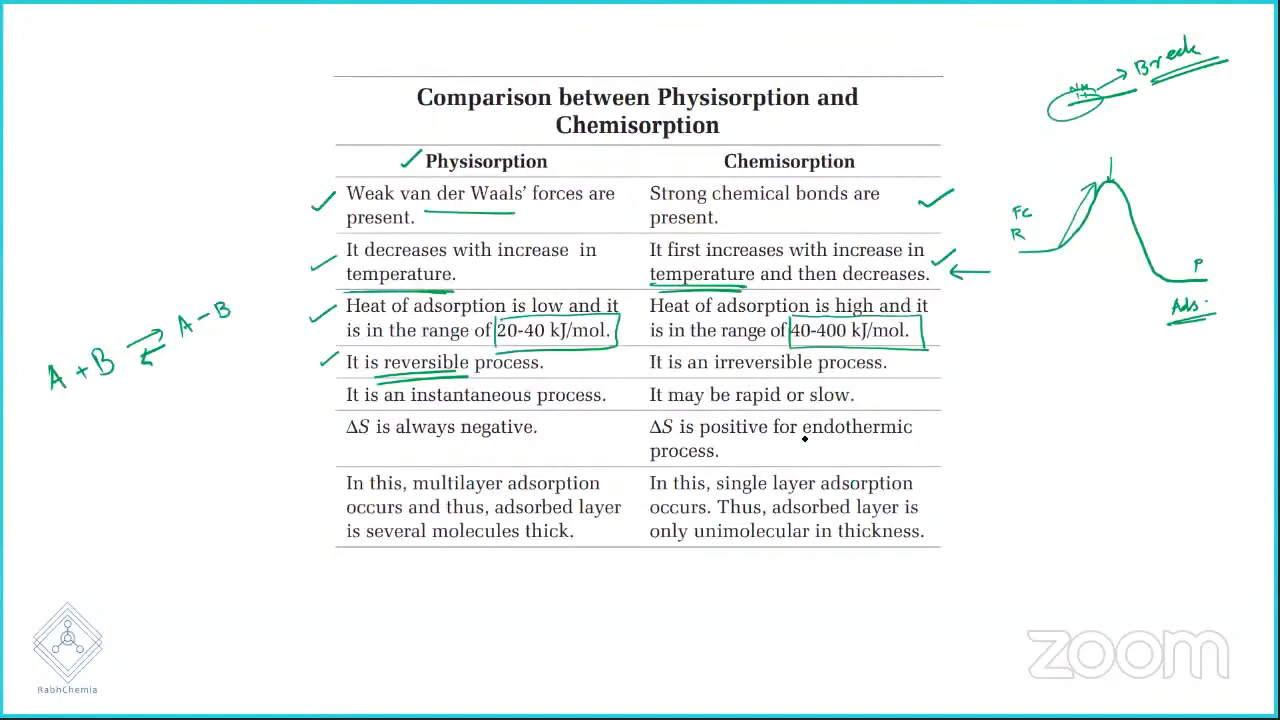 Break
Comparison between Physisorption and
Chemisorption
Physisorption
Chemisorption
Weak van der Waals' forces are
present.
Strong chemical bonds are
present.
It decreases with increase in
temperature.
It first increases with increase in
temperature and then decreases.
Heat of adsorption is low and it
is in the range of 20-40 kJ/mol.
Heat of adsorption is high and it
is in the range of 40-400 kJ/mol.
It is reversible process.
It is an irreversible process.
It is an instantaneous process.
It may be rapid or slow.
ΔS is always negative.
ΔS is positive for endothermic
process.
In this, multilayer adsorption
occurs and thus, adsorbed layer
is several molecules thick.
In this, single layer adsorption
occurs. Thus, adsorbed layer is
only unimolecular in thickness.
A + B ⇌ A - B
R
P
Ads.
RabhChemia
zoom